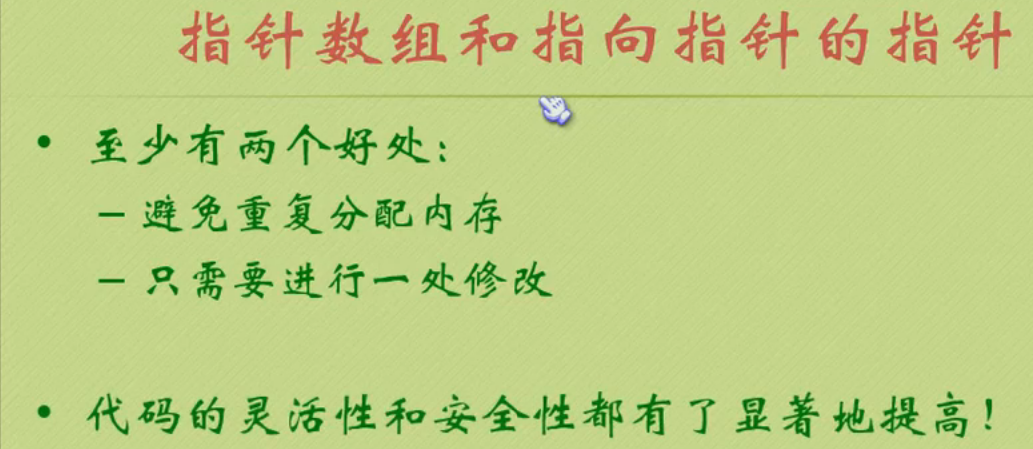 指针数组和指向指针的指针
• 至少有两个好处：
– 避免重复分配内存
– 只需要进行一处修改
• 代码的灵活性和安全性都有了显著地提高！